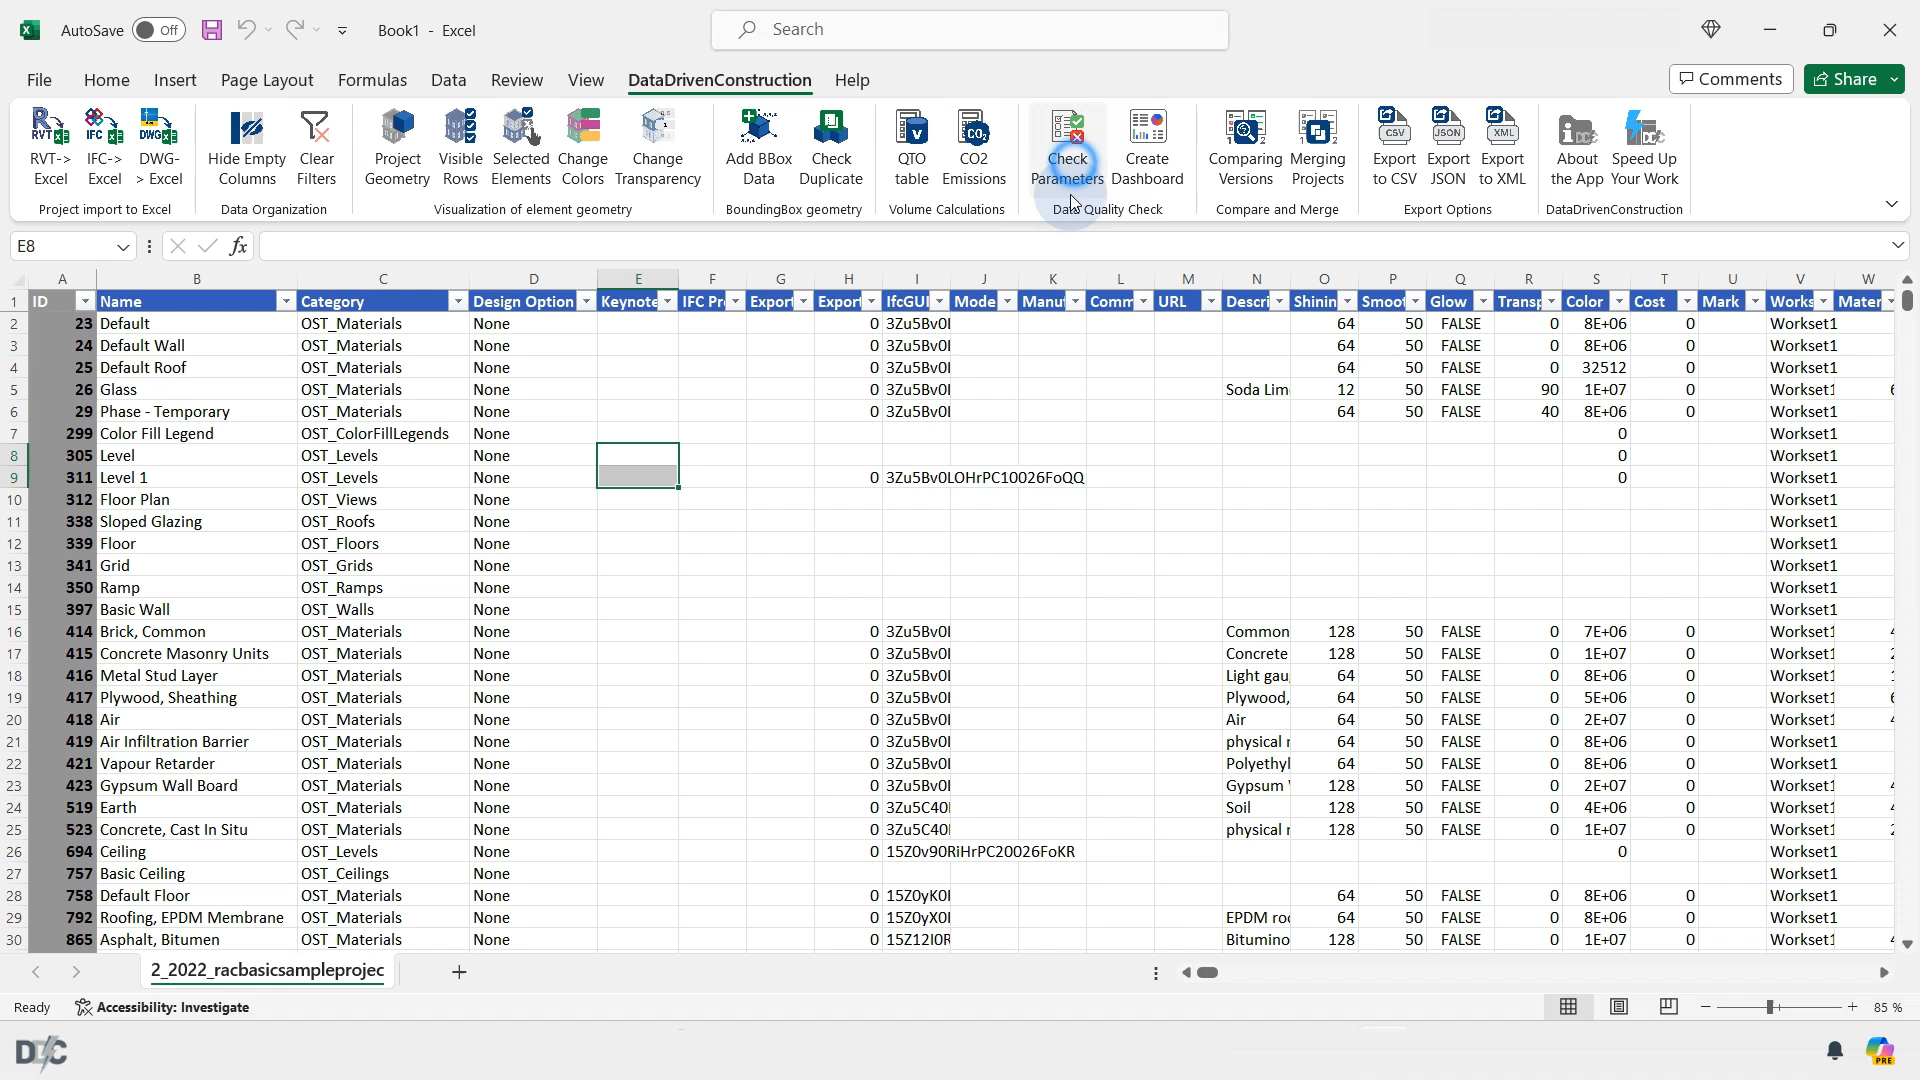 AutoSave Off Book1 - Excel Search
File Home Insert Page Layout Formulas Data Review View DataDrivenConstruction Help Comments Share
RVT-> Excel IFC-> Excel DWG-> Excel Hide Empty Columns Clear Filters Project Geometry Visible Rows Selected Elements Change Colors Change Transparency Add BBox Data Check Duplicate QTO table CO2 Emissions Check Parameters Create Dashboard Comparing Versions Merging Projects Export to CSV Export JSON Export to XML About the App Speed Up Your Work
Project import to Excel Data Organization Visualization of element geometry BoundingBox geometry Volume Calculations Data Quality Check Compare and Merge Export Options DataDrivenConstruction
E8 fx
A B C D E F G H I J K L M N O P Q R S T U V W
1 ID Name Category Design Option Keynote IFC Pr Export Export IfcGUI Mode Manu Comm URL Descri Shinin Smoot Glow Transp Color Cost Mark Works Mater
2 23 Default OST_Materials None 0 3Zu5Bv0 64 50 FALSE 0 8E+06 0 Workset1
3 24 Default Wall OST_Materials None 0 3Zu5Bv0 64 50 FALSE 0 8E+06 0 Workset1
4 25 Default Roof OST_Materials None 0 3Zu5Bv0 64 50 FALSE 0 32512 0 Workset1
5 26 Glass OST_Materials None 0 3Zu5Bv0 Soda Lim 12 50 FALSE 90 1E+07 0 Workset1
6 29 Phase - Temporary OST_Materials None 0 3Zu5Bv0 64 50 FALSE 40 8E+06 0 Workset1
7 299 Color Fill Legend OST_ColorFillLegends None 0 Workset1
8 305 Level OST_Levels None 0 Workset1
9 311 Level 1 OST_Levels None 0 3Zu5Bv0LOHrPC10026FoQQ 0 Workset1
10 312 Floor Plan OST_Views None Workset1
11 338 Sloped Glazing OST_Roofs None Workset1
12 339 Floor OST_Floors None Workset1
13 341 Grid OST_Grids None Workset1
14 350 Ramp OST_Ramps None Workset1
15 397 Basic Wall OST_Walls None Workset1
16 414 Brick, Common OST_Materials None 0 3Zu5Bv0 Common 128 50 FALSE 0 7E+06 0 Workset1
17 415 Concrete Masonry Units OST_Materials None 0 3Zu5Bv0 Concrete 128 50 FALSE 0 1E+07 0 Workset1
18 416 Metal Stud Layer OST_Materials None 0 3Zu5Bv0 Light gau 64 50 FALSE 0 8E+06 0 Workset1
19 417 Plywood, Sheathing OST_Materials None 0 3Zu5Bv0 Plywood, 64 50 FALSE 0 5E+06 0 Workset1
20 418 Air OST_Materials None 0 3Zu5Bv0 Air 64 50 FALSE 0 2E+07 0 Workset1
21 419 Air Infiltration Barrier OST_Materials None 0 3Zu5Bv0 physical 64 50 FALSE 0 8E+06 0 Workset1
22 421 Vapour Retarder OST_Materials None 0 3Zu5Bv0 Polyethyl 64 50 FALSE 0 8E+06 0 Workset1
23 423 Gypsum Wall Board OST_Materials None 0 3Zu5Bv0 Gypsum 128 50 FALSE 0 2E+07 0 Workset1
24 519 Earth OST_Materials None 0 3Zu5C40 Soil 128 50 FALSE 0 4E+06 0 Workset1
25 523 Concrete, Cast In Situ OST_Materials None 0 3Zu5C40 physical 128 50 FALSE 0 1E+07 0 Workset1
26 694 Ceiling OST_Levels None 0 15Z0v90RiHrPC20026FoKR 0 Workset1
27 757 Basic Ceiling OST_Ceilings None Workset1
28 758 Default Floor OST_Materials None 0 15Z0yK0 64 50 FALSE 0 8E+06 0 Workset1
29 792 Roofing, EPDM Membrane OST_Materials None 0 15Z0yX0 EPDM roo 64 50 FALSE 0 8E+06 0 Workset1
30 865 Asphalt, Bitumen OST_Materials None 0 15Z12I0R Bitumino 128 50 FALSE 0 1E+07 0 Workset1
2_2022_racbasicsampleprojec
Ready Accessibility: Investigate 85 %
DDC PRE